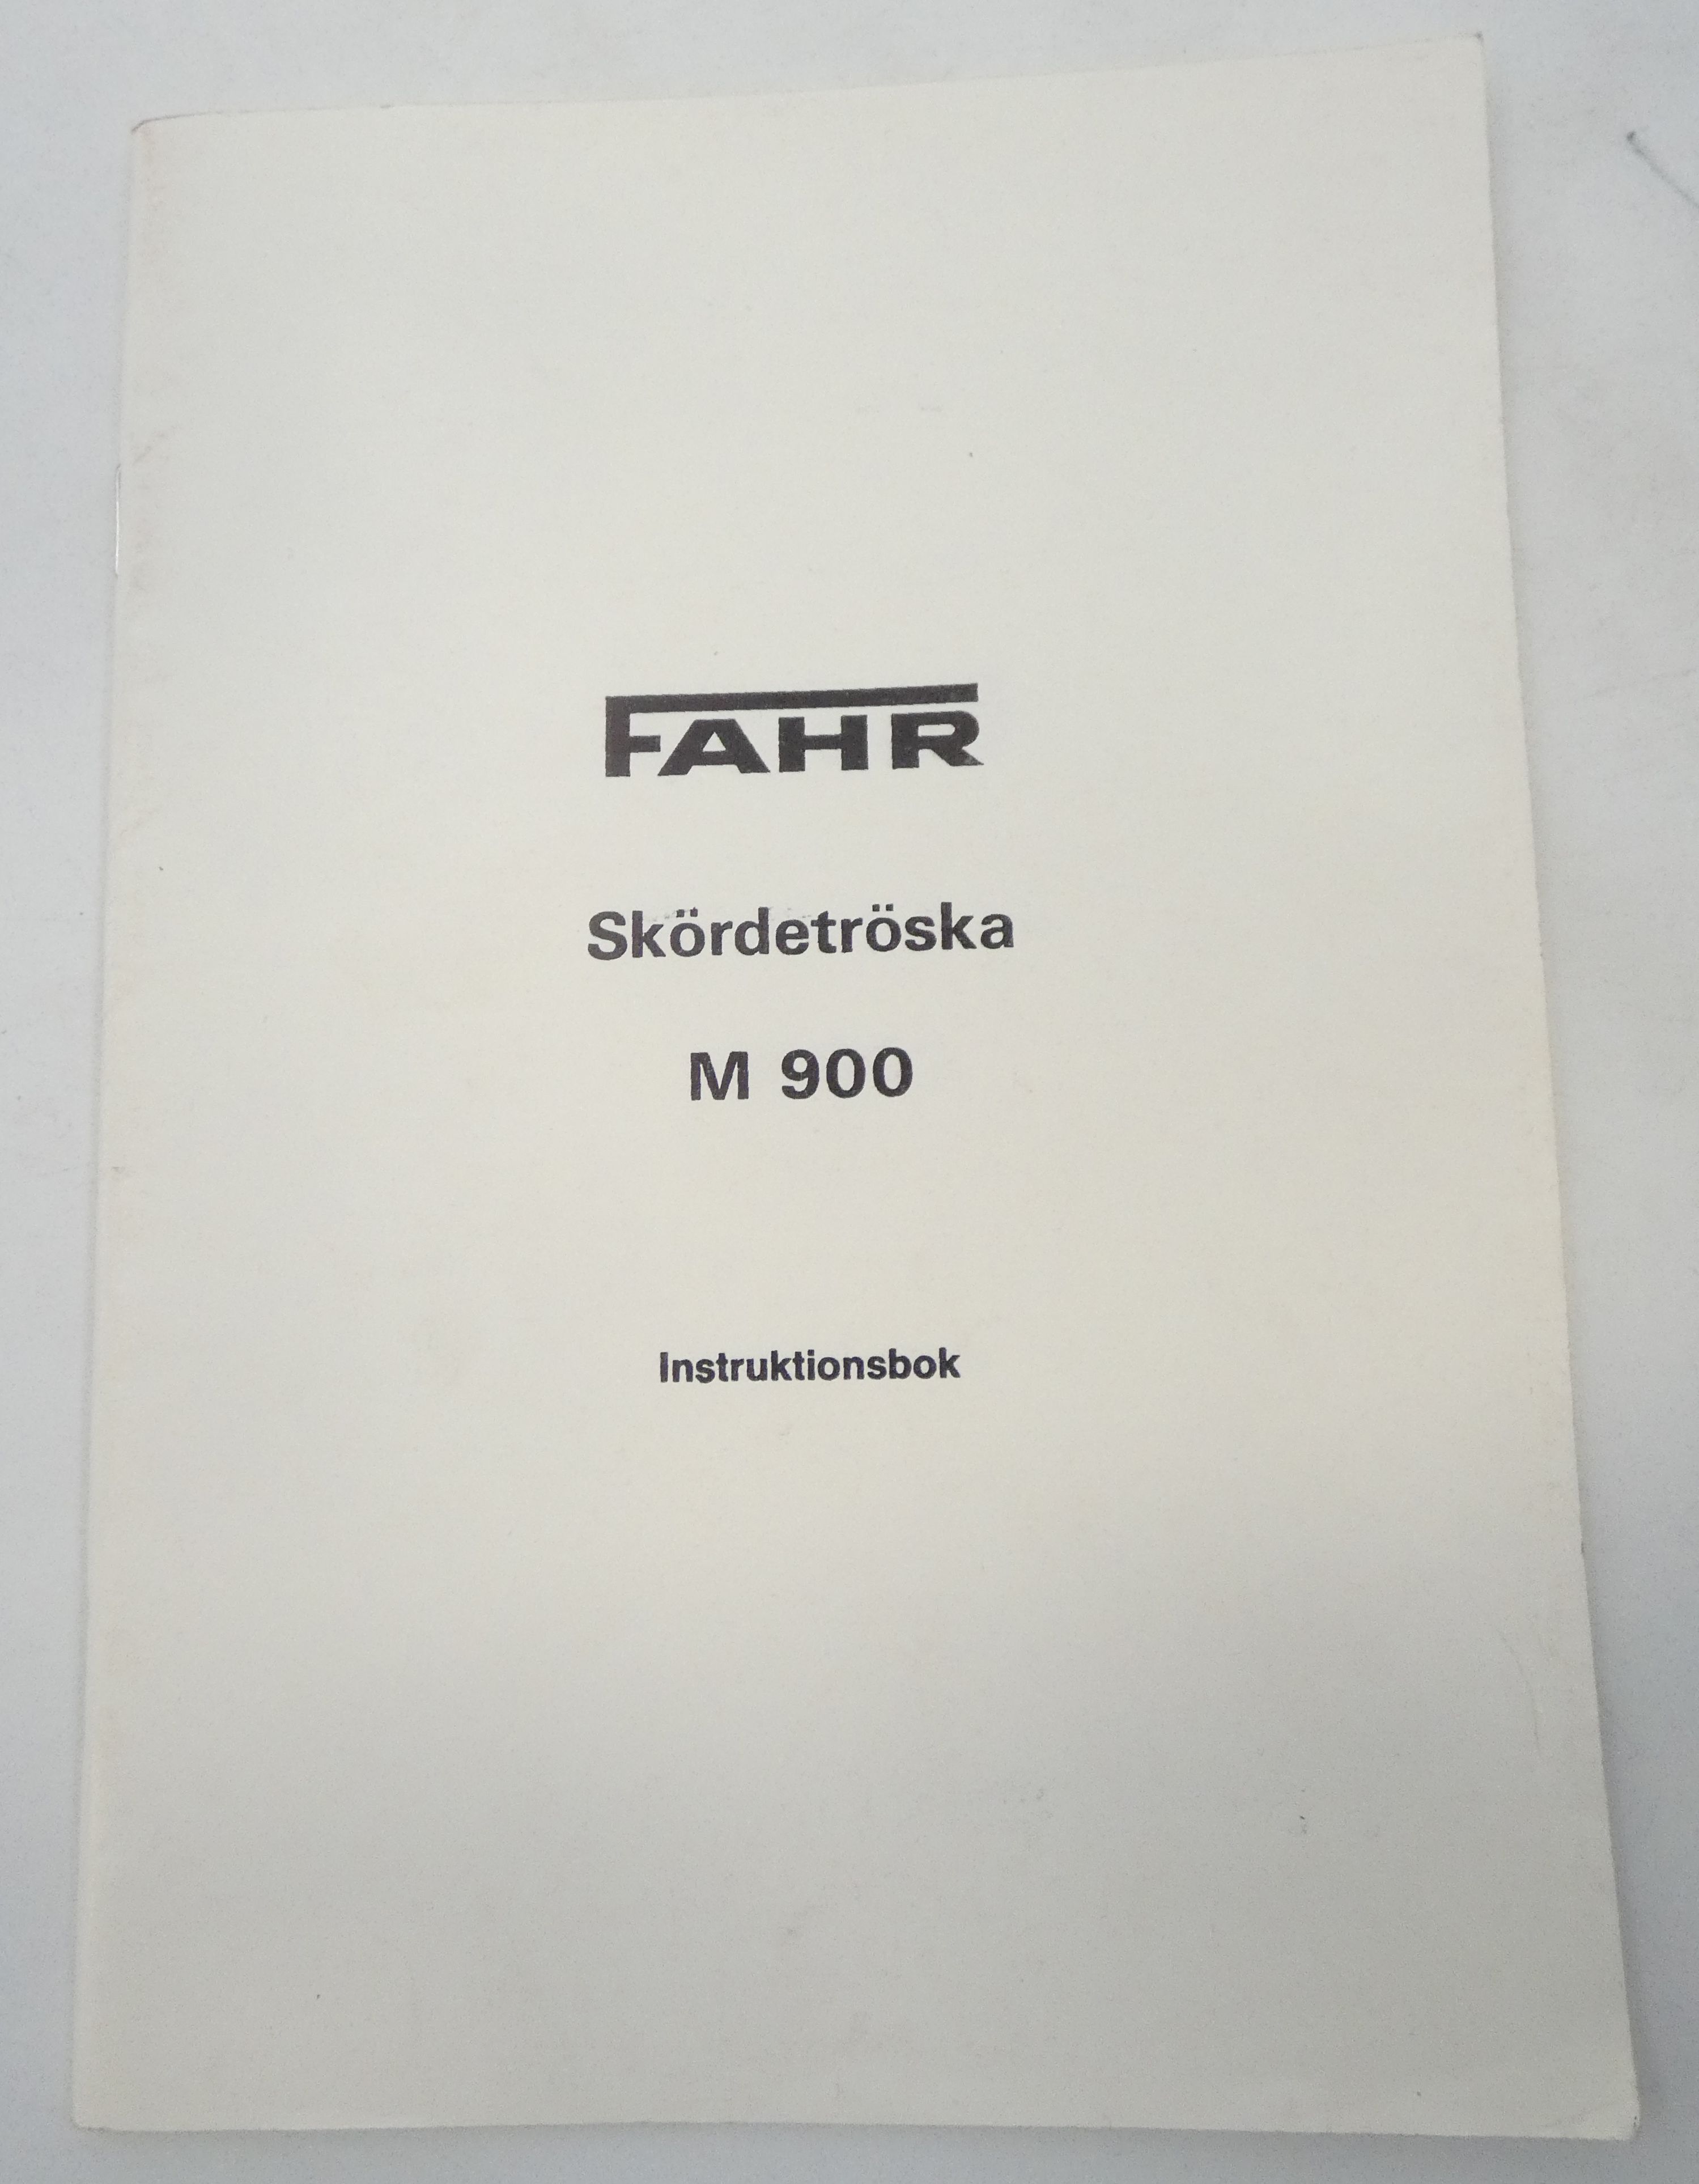 FAHR
Skördetröska
M 900
Instruktionsbok